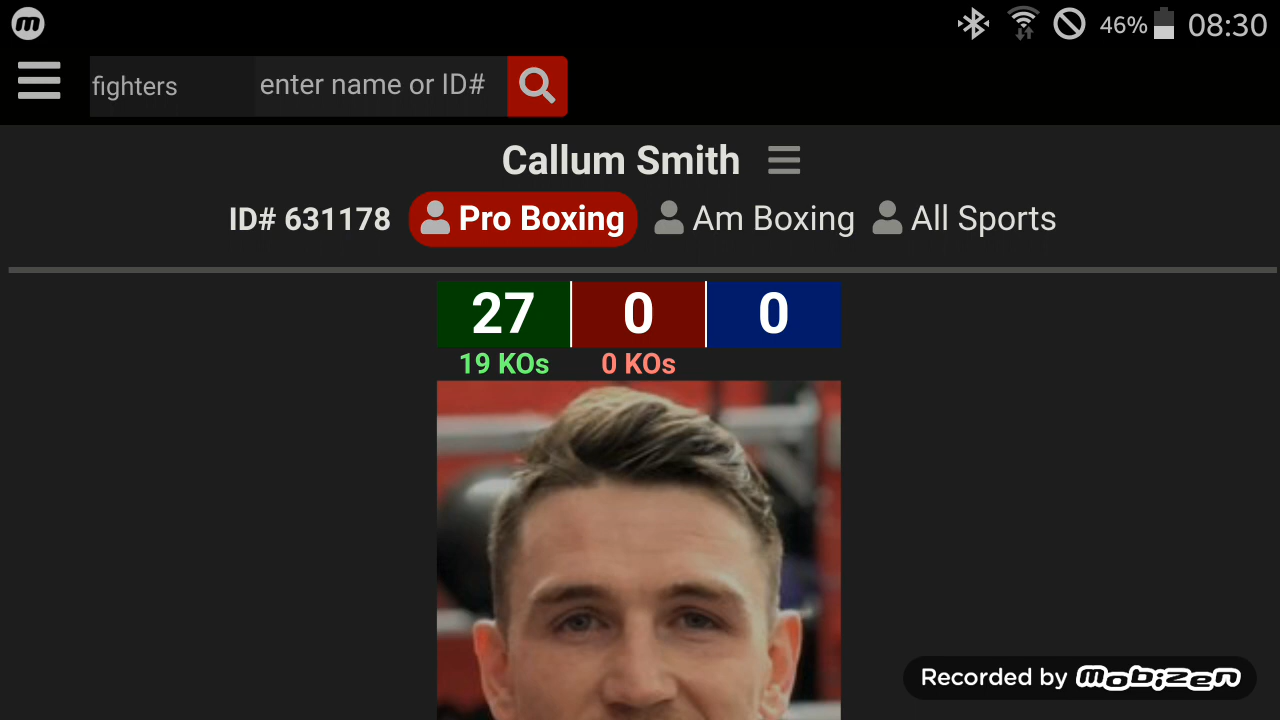 m
46% 08:30
fighters enter name or ID#
Callum Smith
ID# 631178 Pro Boxing Am Boxing All Sports
27 0 0
19 KOs 0 KOs
Recorded by mobizen